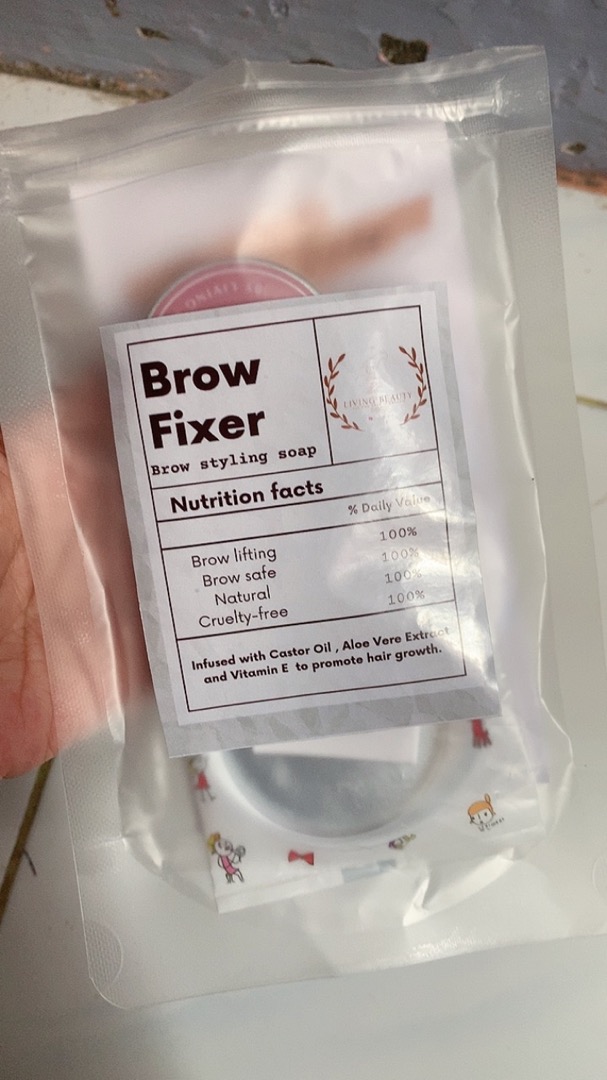 LIVING
Brow
Fixer
Brow styling soap
LIVING BEAUTY
Nutrition facts
% Daily Value
Brow lifting 100%
Brow safe 100%
Natural 100%
Cruelty-free 100%
Infused with Castor Oil , Aloe Vere Extract
and Vitamin E to promote hair growth.